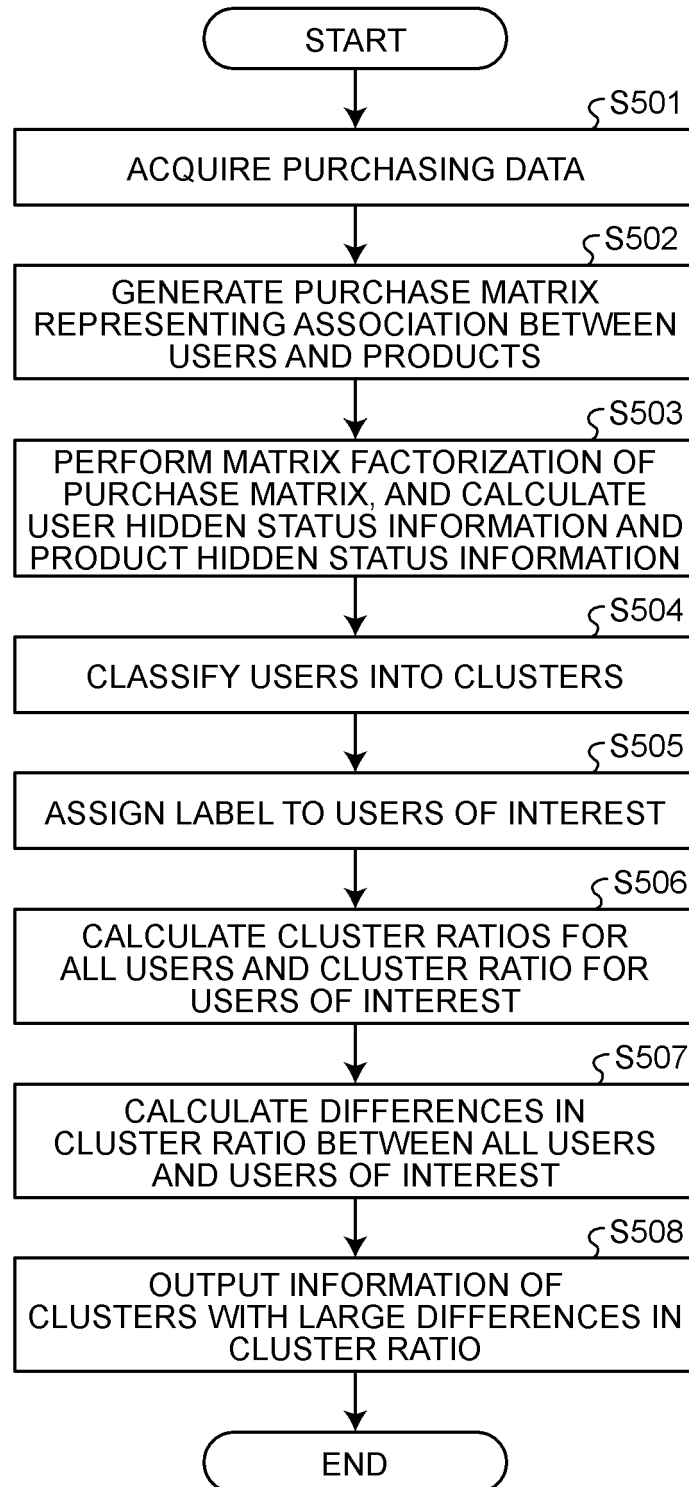 START
S501
ACQUIRE PURCHASING DATA
S502
GENERATE PURCHASE MATRIX
REPRESENTING ASSOCIATION BETWEEN
USERS AND PRODUCTS
S503
PERFORM MATRIX FACTORIZATION OF
PURCHASE MATRIX, AND CALCULATE
USER HIDDEN STATUS INFORMATION AND
PRODUCT HIDDEN STATUS INFORMATION
S504
CLASSIFY USERS INTO CLUSTERS
S505
ASSIGN LABEL TO USERS OF INTEREST
S506
CALCULATE CLUSTER RATIOS FOR
ALL USERS AND CLUSTER RATIO FOR
USERS OF INTEREST
S507
CALCULATE DIFFERENCES IN
CLUSTER RATIO BETWEEN ALL USERS
AND USERS OF INTEREST
S508
OUTPUT INFORMATION OF
CLUSTERS WITH LARGE DIFFERENCES IN
CLUSTER RATIO
END